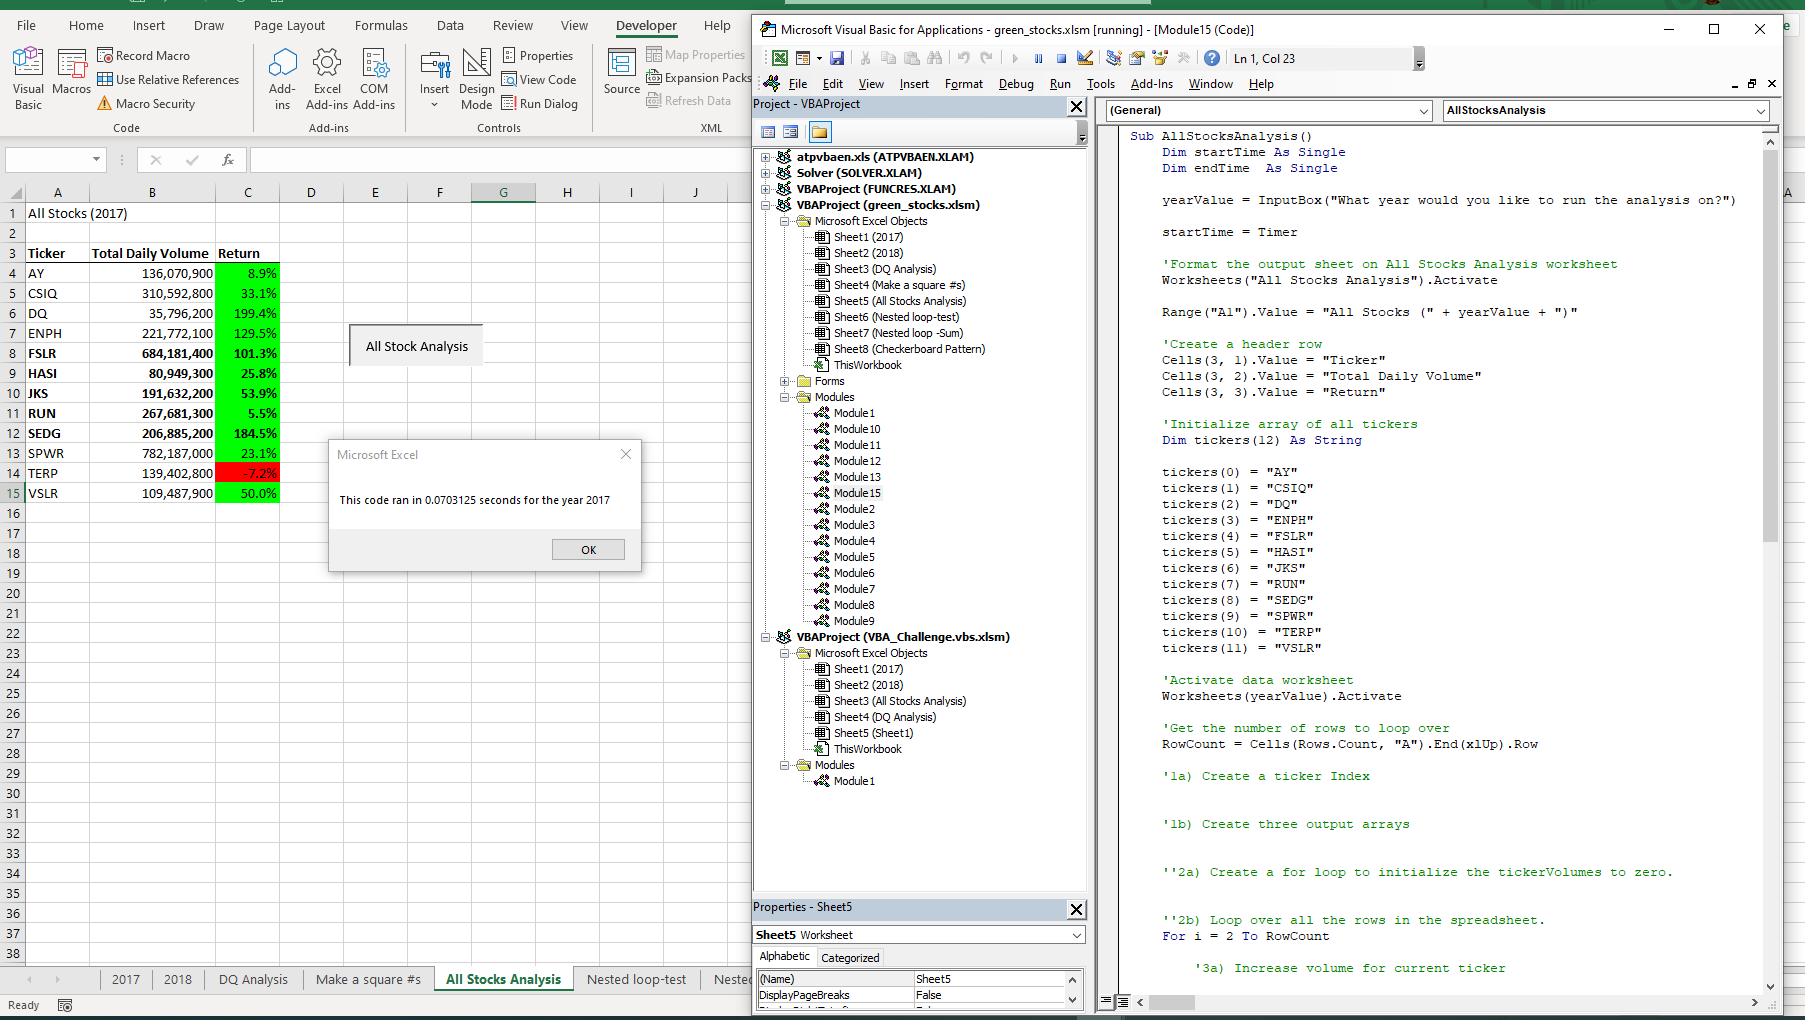 File Home Insert Draw Page Layout Formulas Data Review View Developer Help
Visual Basic
Macros
Record Macro
Use Relative References
Macro Security
Code
Add-ins
Excel Add-ins
COM Add-ins
Add-ins
Insert
Design Mode
Properties
View Code
Run Dialog
Controls
Source
Map Properties
Expansion Packs
Refresh Data
XML
fx
A B C D E F G H I J
1 All Stocks (2017)
2
3 Ticker Total Daily Volume Return
4 AY 136,070,900 8.9%
5 CSIQ 310,592,800 33.1%
6 DQ 35,796,200 199.4%
7 ENPH 221,772,100 129.5%
8 FSLR 684,181,400 101.3%
9 HASI 80,949,300 25.8%
10 JKS 191,632,200 53.9%
11 RUN 267,681,300 5.5%
12 SEDG 206,885,200 184.5%
13 SPWR 782,187,000 23.1%
14 TERP 139,402,800 -7.2%
15 VSLR 109,487,900 50.0%
16
17
18
19
20
21
22
23
24
25
26
27
28
29
30
31
32
33
34
35
36
37
38
All Stock Analysis
Microsoft Excel
This code ran in 0.0703125 seconds for the year 2017
OK
2017 2018 DQ Analysis Make a square #s All Stocks Analysis Nested loop-test Nestec
Ready
Microsoft Visual Basic for Applications - green_stocks.xlsm [running] - [Module15 (Code)]
Ln 1, Col 23
File Edit View Insert Format Debug Run Tools Add-Ins Window Help
Project - VBAProject
atpvbaen.xls (ATPVBAEN.XLAM)
Solver (SOLVER.XLAM)
VBAProject (FUNCRES.XLAM)
VBAProject (green_stocks.xlsm)
Microsoft Excel Objects
Sheet1 (2017)
Sheet2 (2018)
Sheet3 (DQ Analysis)
Sheet4 (Make a square #s)
Sheet5 (All Stocks Analysis)
Sheet6 (Nested loop-test)
Sheet7 (Nested loop -Sum)
Sheet8 (Checkerboard Pattern)
ThisWorkbook
Forms
Modules
Module1
Module10
Module11
Module12
Module13
Module15
Module2
Module3
Module4
Module5
Module6
Module7
Module8
Module9
VBAProject (VBA_Challenge.vbs.xlsm)
Microsoft Excel Objects
Sheet1 (2017)
Sheet2 (2018)
Sheet3 (All Stocks Analysis)
Sheet4 (DQ Analysis)
Sheet5 (Sheet1)
ThisWorkbook
Modules
Module1
Properties - Sheet5
Sheet5 Worksheet
Alphabetic Categorized
(Name) Sheet5
DisplayPageBreaks False
(General) AllStocksAnalysis
Sub AllStocksAnalysis()
Dim startTime As Single
Dim endTime  As Single
yearValue = InputBox("What year would you like to run the analysis on?")
startTime = Timer
'Format the output sheet on All Stocks Analysis worksheet
Worksheets("All Stocks Analysis").Activate
Range("A1").Value = "All Stocks (" + yearValue + ")"
'Create a header row
Cells(3, 1).Value = "Ticker"
Cells(3, 2).Value = "Total Daily Volume"
Cells(3, 3).Value = "Return"
'Initialize array of all tickers
Dim tickers(12) As String
tickers(0) = "AY"
tickers(1) = "CSIQ"
tickers(2) = "DQ"
tickers(3) = "ENPH"
tickers(4) = "FSLR"
tickers(5) = "HASI"
tickers(6) = "JKS"
tickers(7) = "RUN"
tickers(8) = "SEDG"
tickers(9) = "SPWR"
tickers(10) = "TERP"
tickers(11) = "VSLR"
'Activate data worksheet
Worksheets(yearValue).Activate
'Get the number of rows to loop over
RowCount = Cells(Rows.Count, "A").End(xlUp).Row
'1a) Create a ticker Index
'1b) Create three output arrays
''2a) Create a for loop to initialize the tickerVolumes to zero.
''2b) Loop over all the rows in the spreadsheet.
For i = 2 To RowCount
'3a) Increase volume for current ticker
e
A